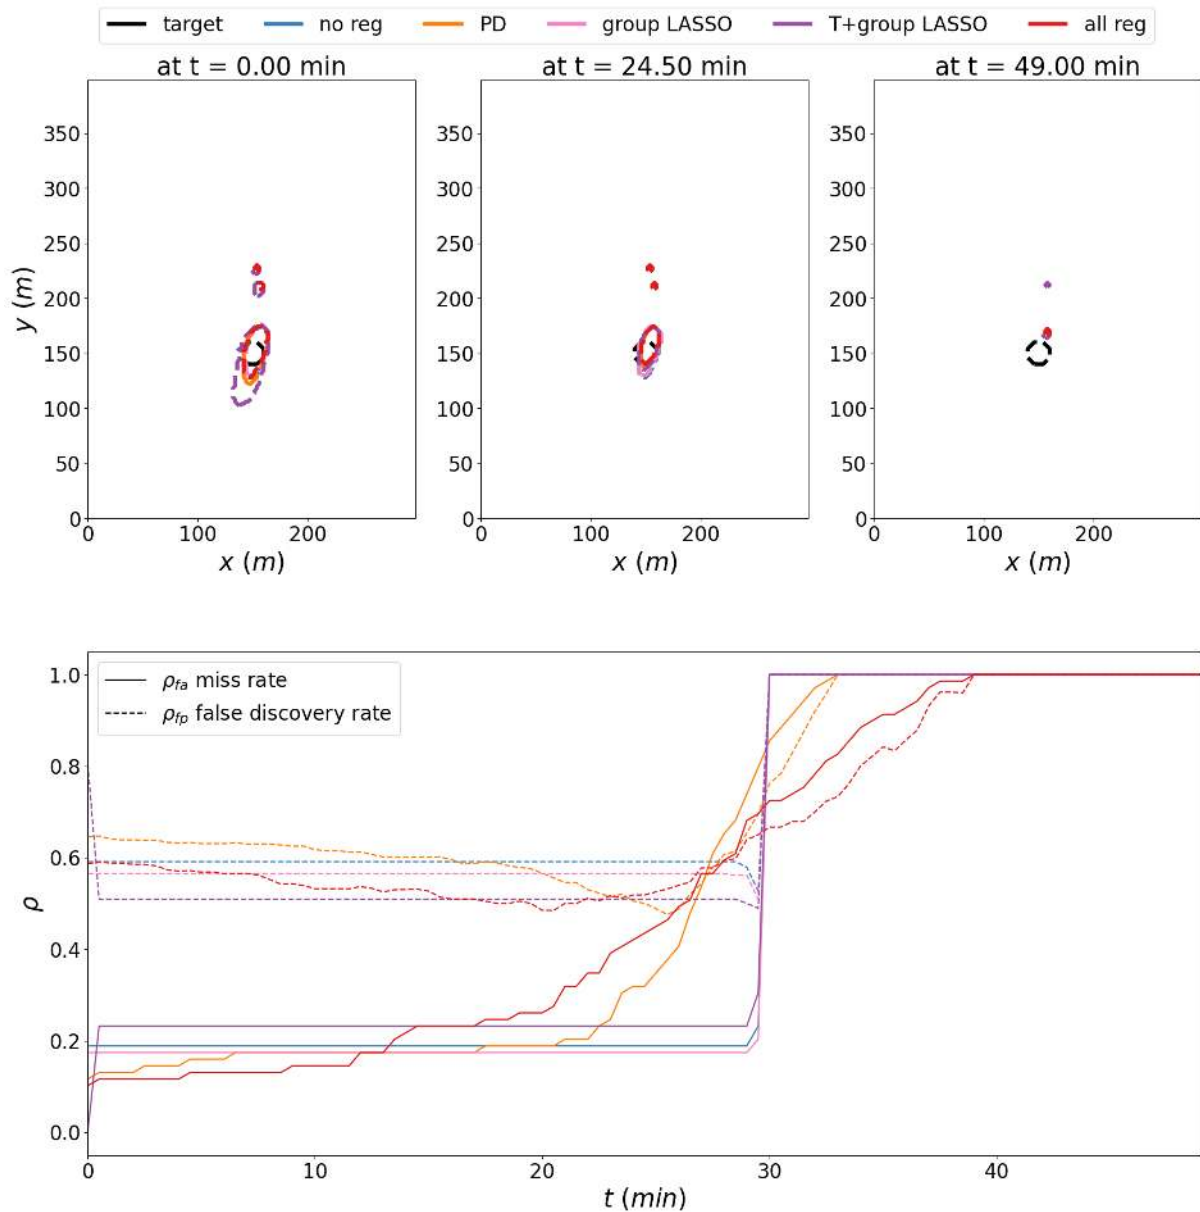 target no reg PD group LASSO T+group LASSO all reg
at t = 0.00 min at t = 24.50 min at t = 49.00 min
350 350 350
300 300 300
250 250 250
y (m)
200 200 200
150 150 150
100 100 100
50 50 50
0 0 0
0 100 200 0 100 200 0 100 200
x (m) x (m) x (m)
1.0
ρfa miss rate
ρfp false discovery rate
0.8
0.6
ρ
0.4
0.2
0.0
0 10 20 30 40
t (min)